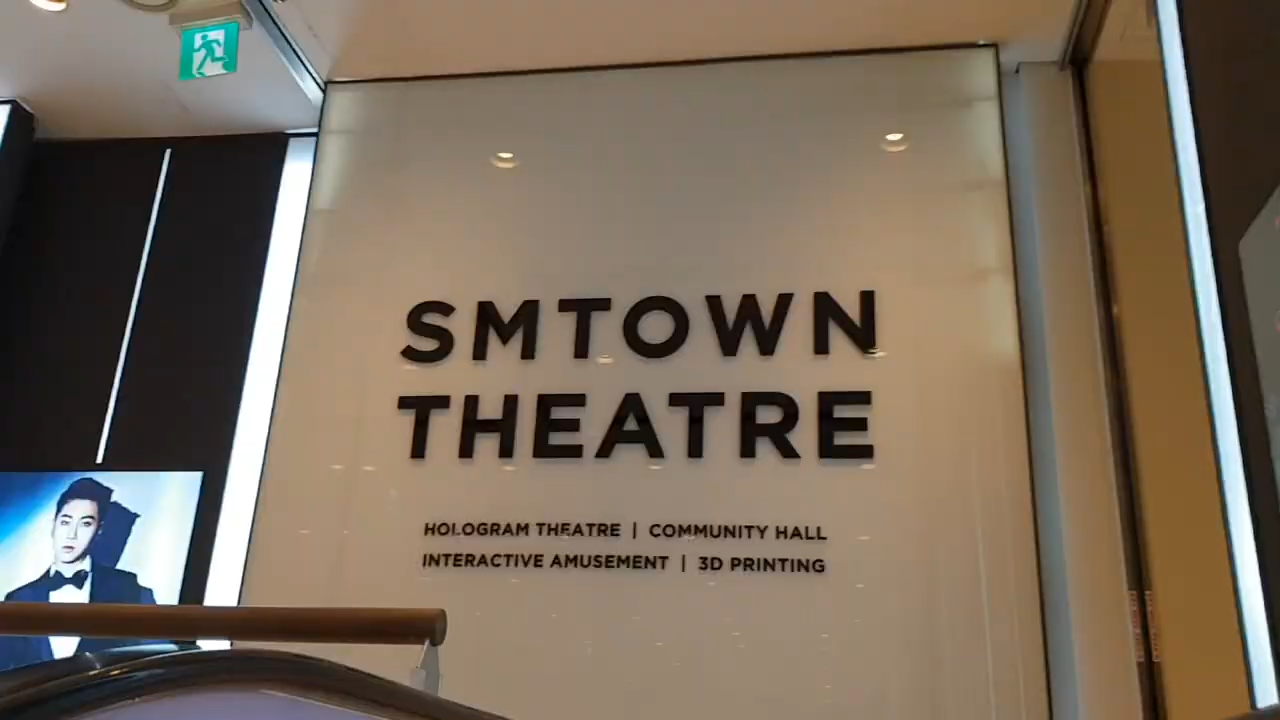 SMTOWN
THEATRE
HOLOGRAM THEATRE | COMMUNITY HALL
INTERACTIVE AMUSEMENT | 3D PRINTING